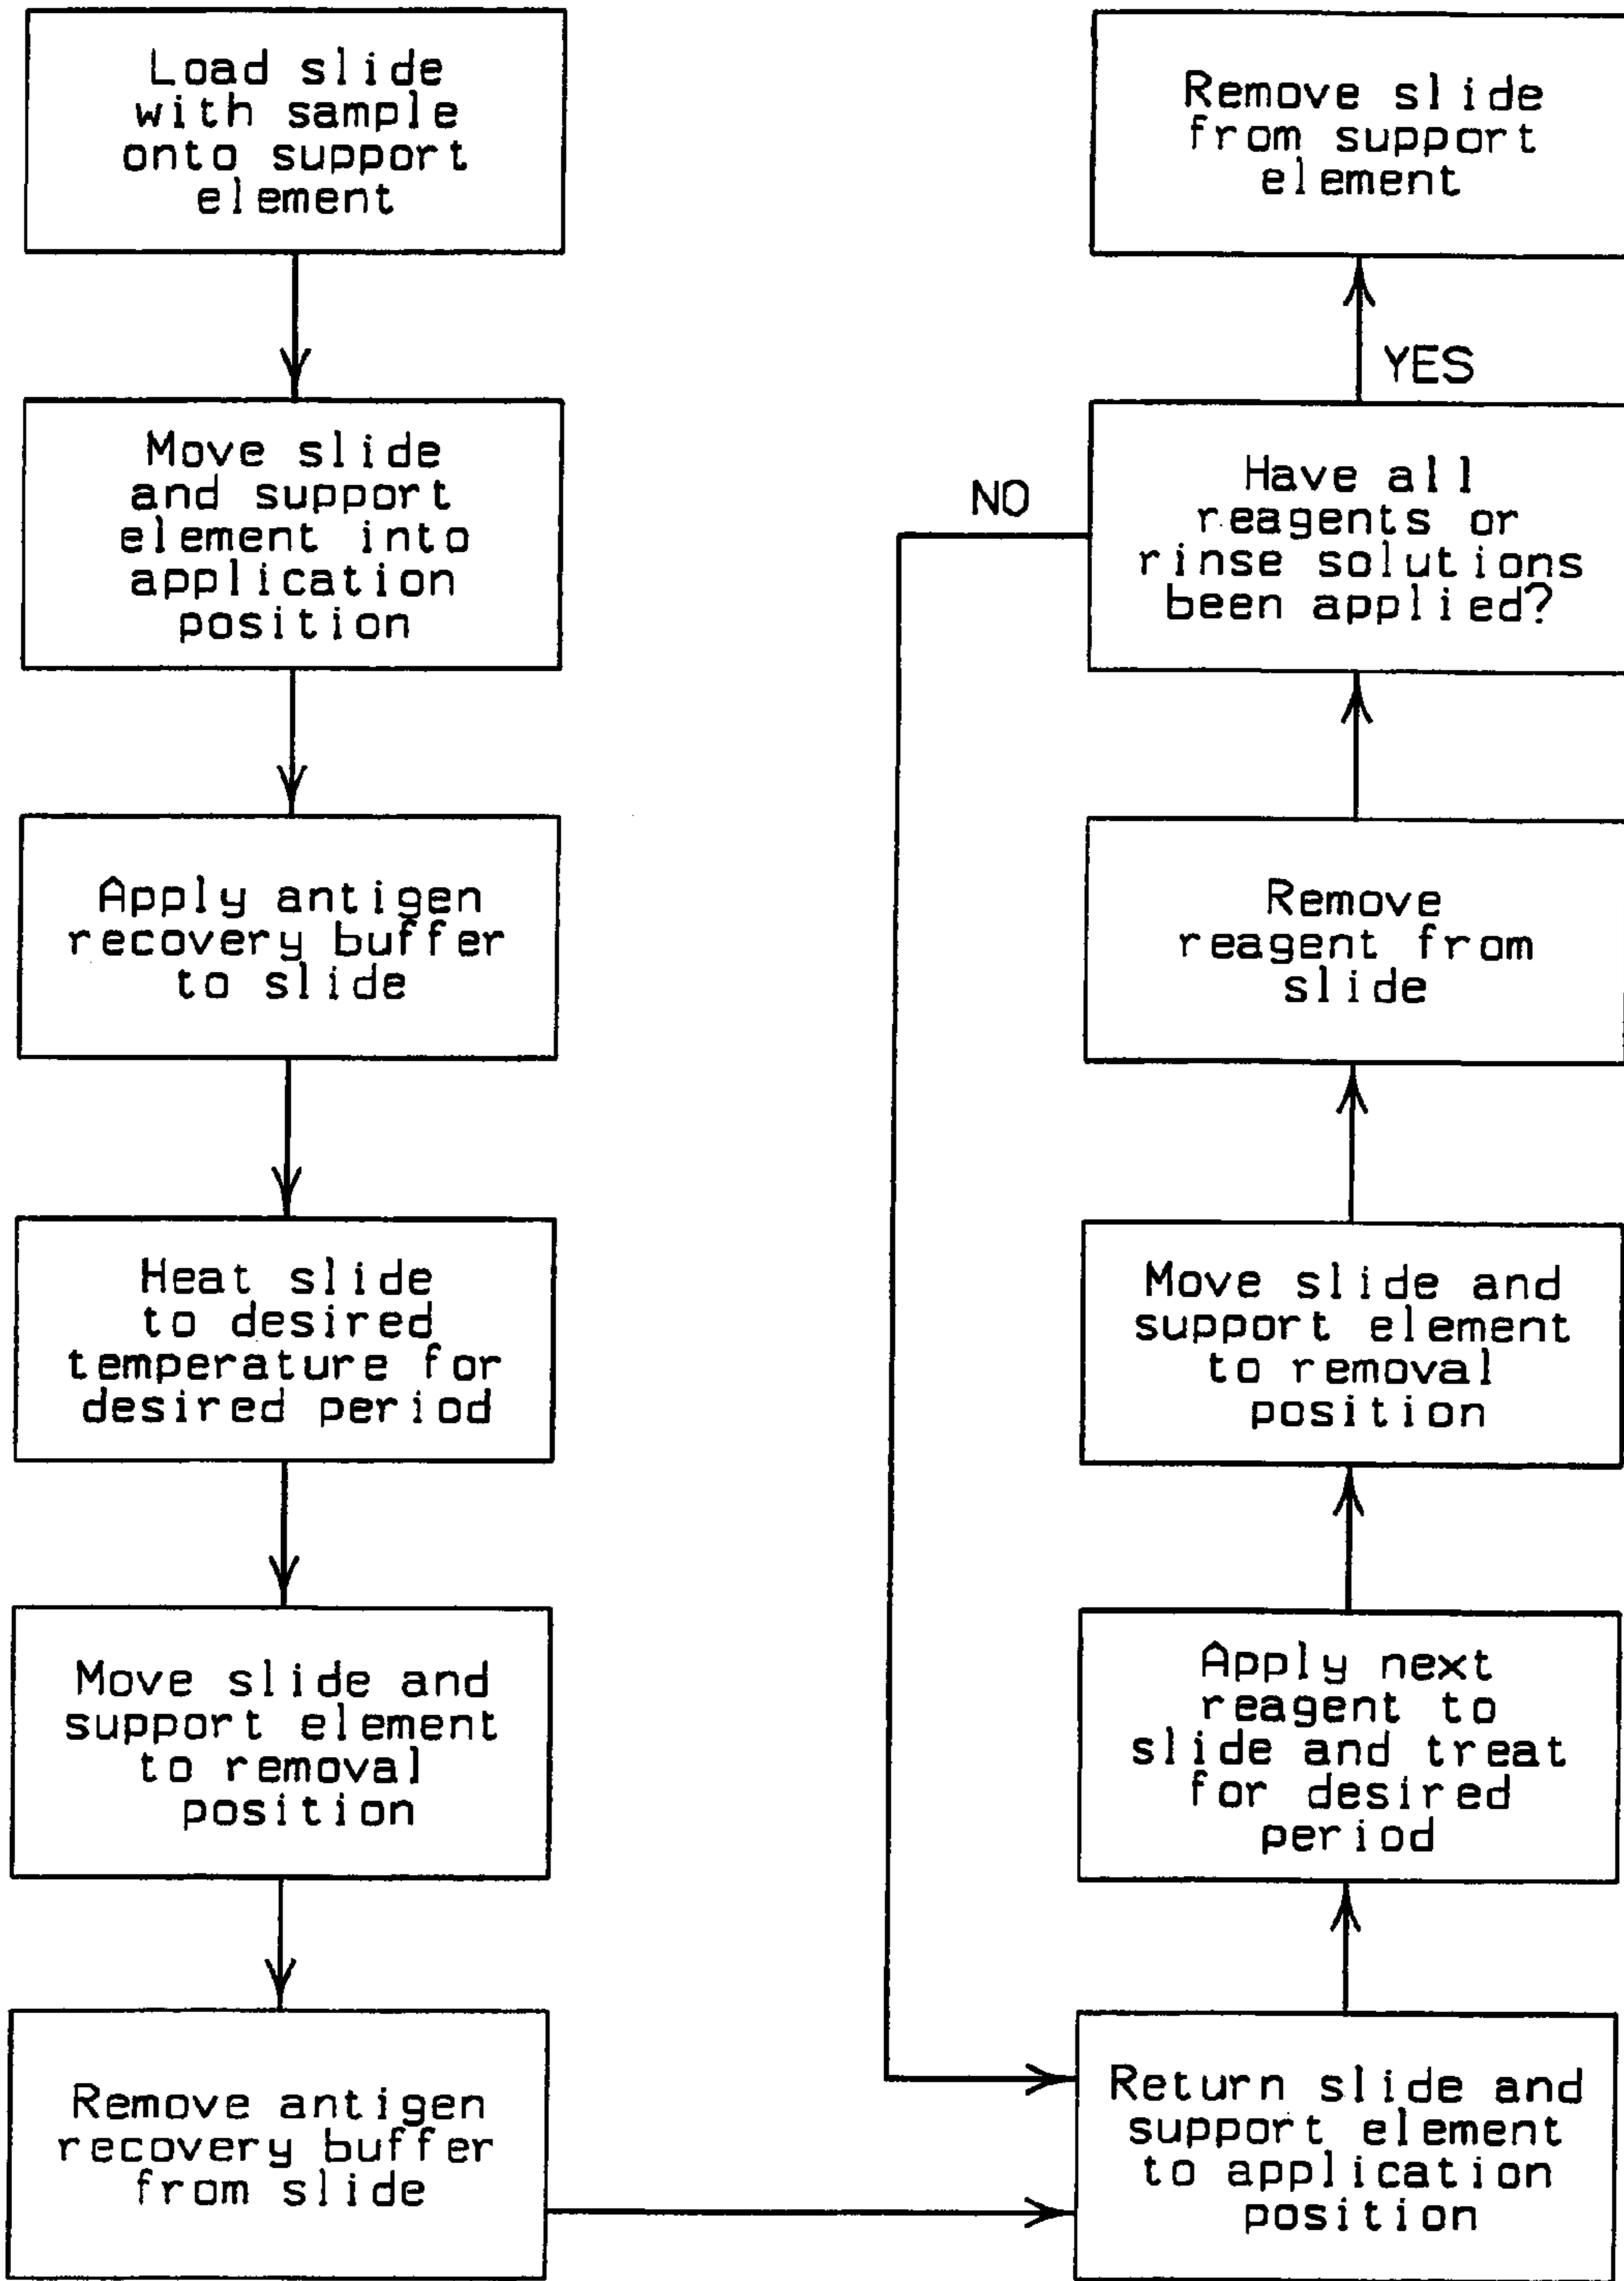 Load slide
with sample
onto support
element
Move slide
and support
element into
application
position
Apply antigen
recovery buffer
to slide
Heat slide
to desired
temperature for
desired period
Move slide and
support element
to removal
position
Remove antigen
recovery buffer
from slide
Return slide and
support element
to application
position
Apply next
reagent to
slide and treat
for desired
period
Move slide and
support element
to removal
position
Remove
reagent from
slide
Have all
reagents or
rinse solutions
been applied?
NO
YES
Remove slide
from support
element